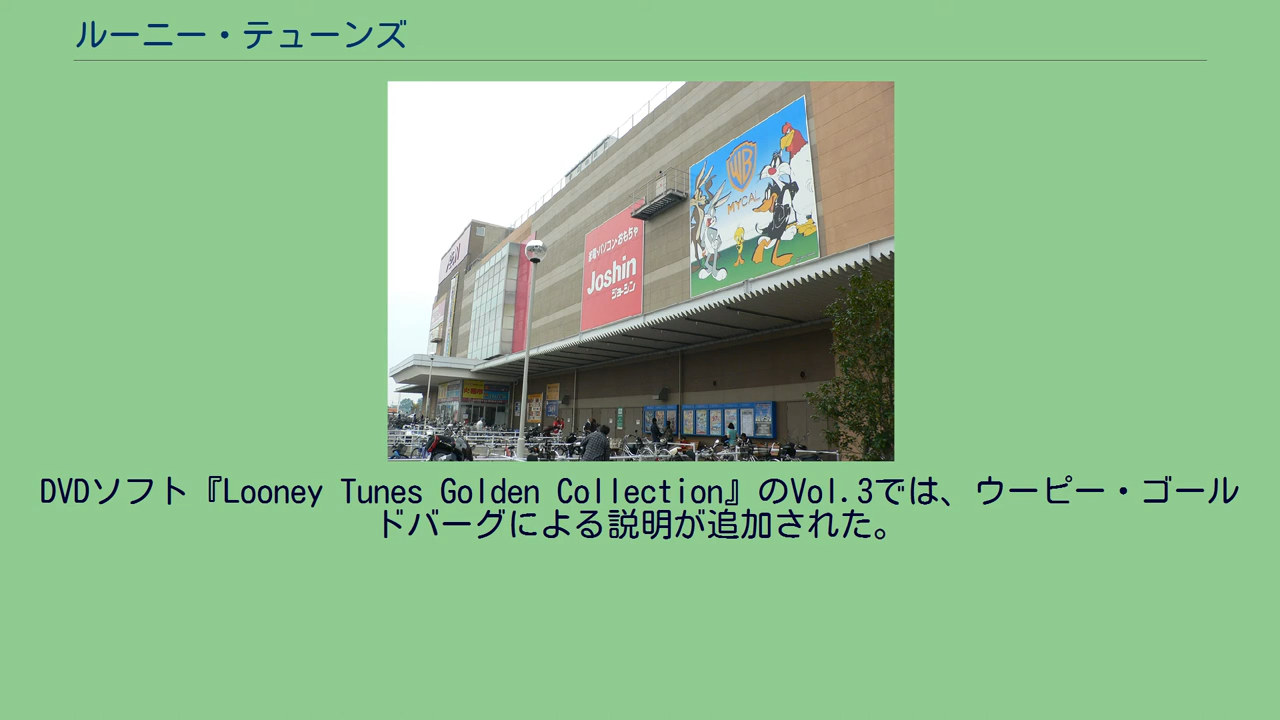 ルーニー・テューンズ
WB
MYCAL
家電・パソコン・おもちゃ
Joshin
ジョーシン
DVDソフト『Looney Tunes Golden Collection』のVol.3では、ウーピー・ゴール
ドバーグによる説明が追加された。